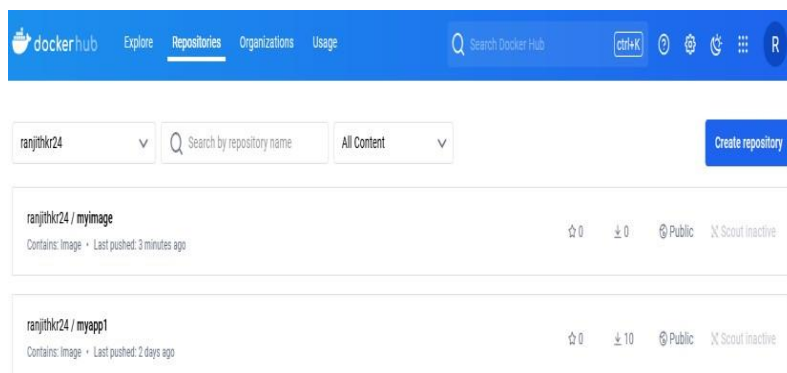 dockerhub Explore Repositories Organizations Usage Search Docker Hub ctrl+K ? R
ranjithkr24 Search by repository name All Content Create repository
ranjithkr24 / myimage
Contains: Image • Last pushed: 3 minutes ago
0 0 Public Scout inactive
ranjithkr24 / myapp1
Contains: Image • Last pushed: 2 days ago
0 10 Public Scout inactive